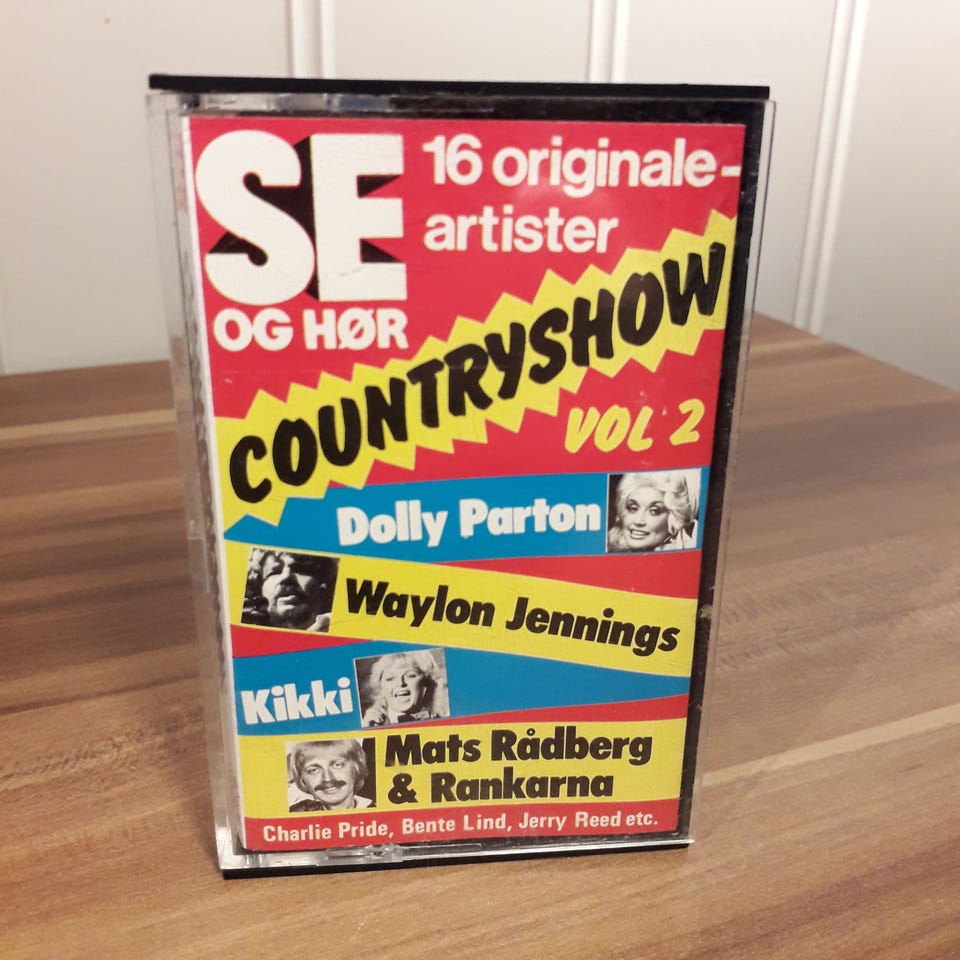 SE
OG HØR
16 originale-
artister
COUNTRYSHOW
VOL 2
Dolly Parton
Waylon Jennings
Kikki
Mats Rådberg
& Rankarna
Charlie Pride, Bente Lind, Jerry Reed etc.